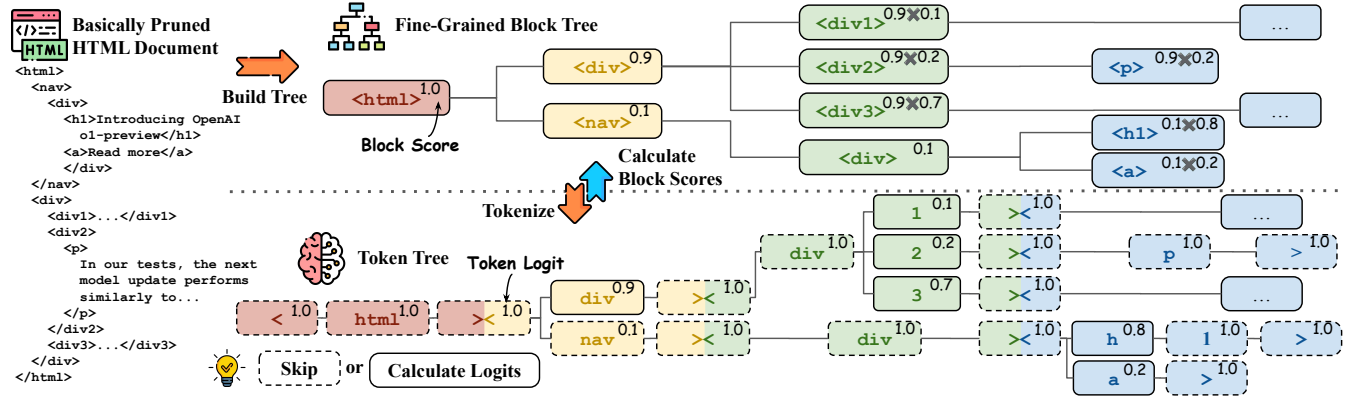 Basically Pruned
HTML Document
</>
HTML
<html>
<nav>
<div>
<h1>Introducing OpenAI
o1-preview</h1>
<a>Read more</a>
</div>
</nav>
<div>
<div1>...</div1>
<div2>
<p>
In our tests, the next
model update performs
similarly to...
</p>
</div2>
<div3>...</div3>
</div>
</html>
Build Tree
Fine-Grained Block Tree
<html> 1.0
Block Score
<div> 0.9
<nav> 0.1
<div1> 0.9×0.1
...
<div2> 0.9×0.2
<p> 0.9×0.2
<div3> 0.9×0.7
...
<div> 0.1
<h1> 0.1×0.8
<a> 0.1×0.2
Calculate
Block Scores
Tokenize
Token Tree
Token Logit
< 1.0
html 1.0
>< 1.0
div 0.9
>< 1.0
div 1.0
1 0.1
>< 1.0
...
2 0.2
>< 1.0
p 1.0
> 1.0
3 0.7
>< 1.0
...
nav 0.1
>< 1.0
div 1.0
>< 1.0
h 0.8
1 1.0
> 1.0
a 0.2
> 1.0
Skip or Calculate Logits